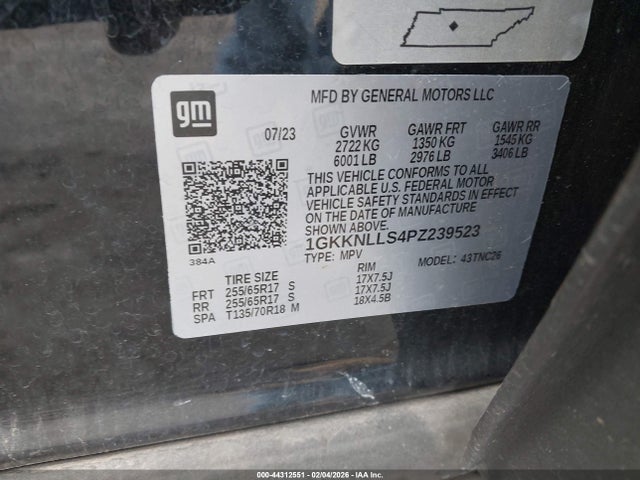 gm
MFD BY GENERAL MOTORS LLC
07/23 GVWR GAWR FRT GAWR RR
2722 KG 1350 KG 1545 KG
6001 LB 2976 LB 3406 LB
THIS VEHICLE CONFORMS TO ALL
APPLICABLE U.S. FEDERAL MOTOR
VEHICLE SAFETY STANDARDS IN EFFECT
ON THE DATE OF MANUFACTURE
SHOWN ABOVE.
1GKKNLLS4PZ239523
384A
TYPE: MPV MODEL: 43TNC26
TIRE SIZE RIM
FRT 255/65R17 S 17X7.5J
RR 255/65R17 S 17X7.5J
SPA T135/70R18 M 18X4.5B
000-44312551 - 02/04/2026 - IAA Inc.